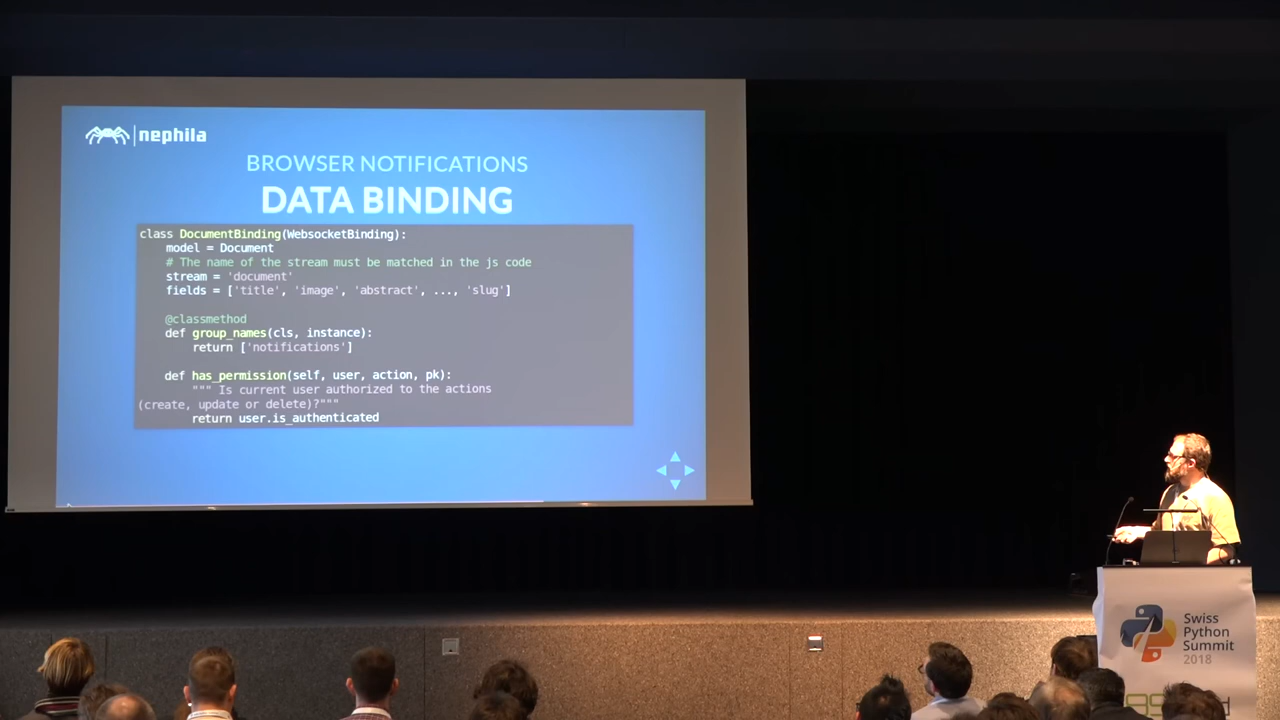 nephila
BROWSER NOTIFICATIONS
DATA BINDING
class DocumentBinding(WebsocketBinding):
model = Document
# The name of the stream must be matched in the js code
stream = 'document'
fields = ['title', 'image', 'abstract', ..., 'slug']
@classmethod
def group_names(cls, instance):
return ['notifications']
def has_permission(self, user, action, pk):
""" Is current user authorized to the actions
(create, update or delete)?"""
return user.is_authenticated
Swiss
Python
Summit
2018